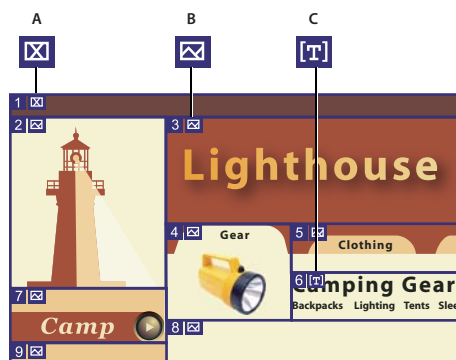 A B C
[T]
1
2
3
Lighthouse
4
Gear
5
Clothing
6 [T]
Camping Gear
Backpacks Lighting Tents
7
Camp
8
9